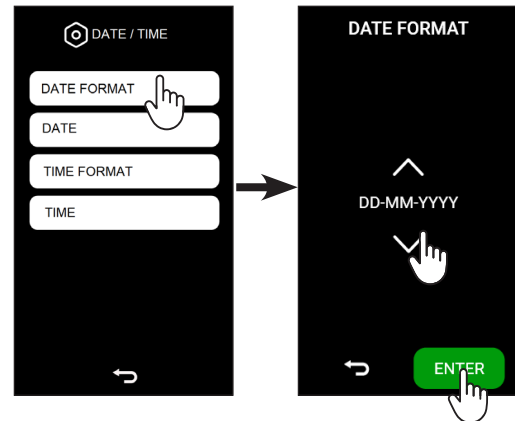 DATE / TIME
DATE FORMAT
DATE
TIME FORMAT
TIME
DATE FORMAT
DD-MM-YYYY
ENTER